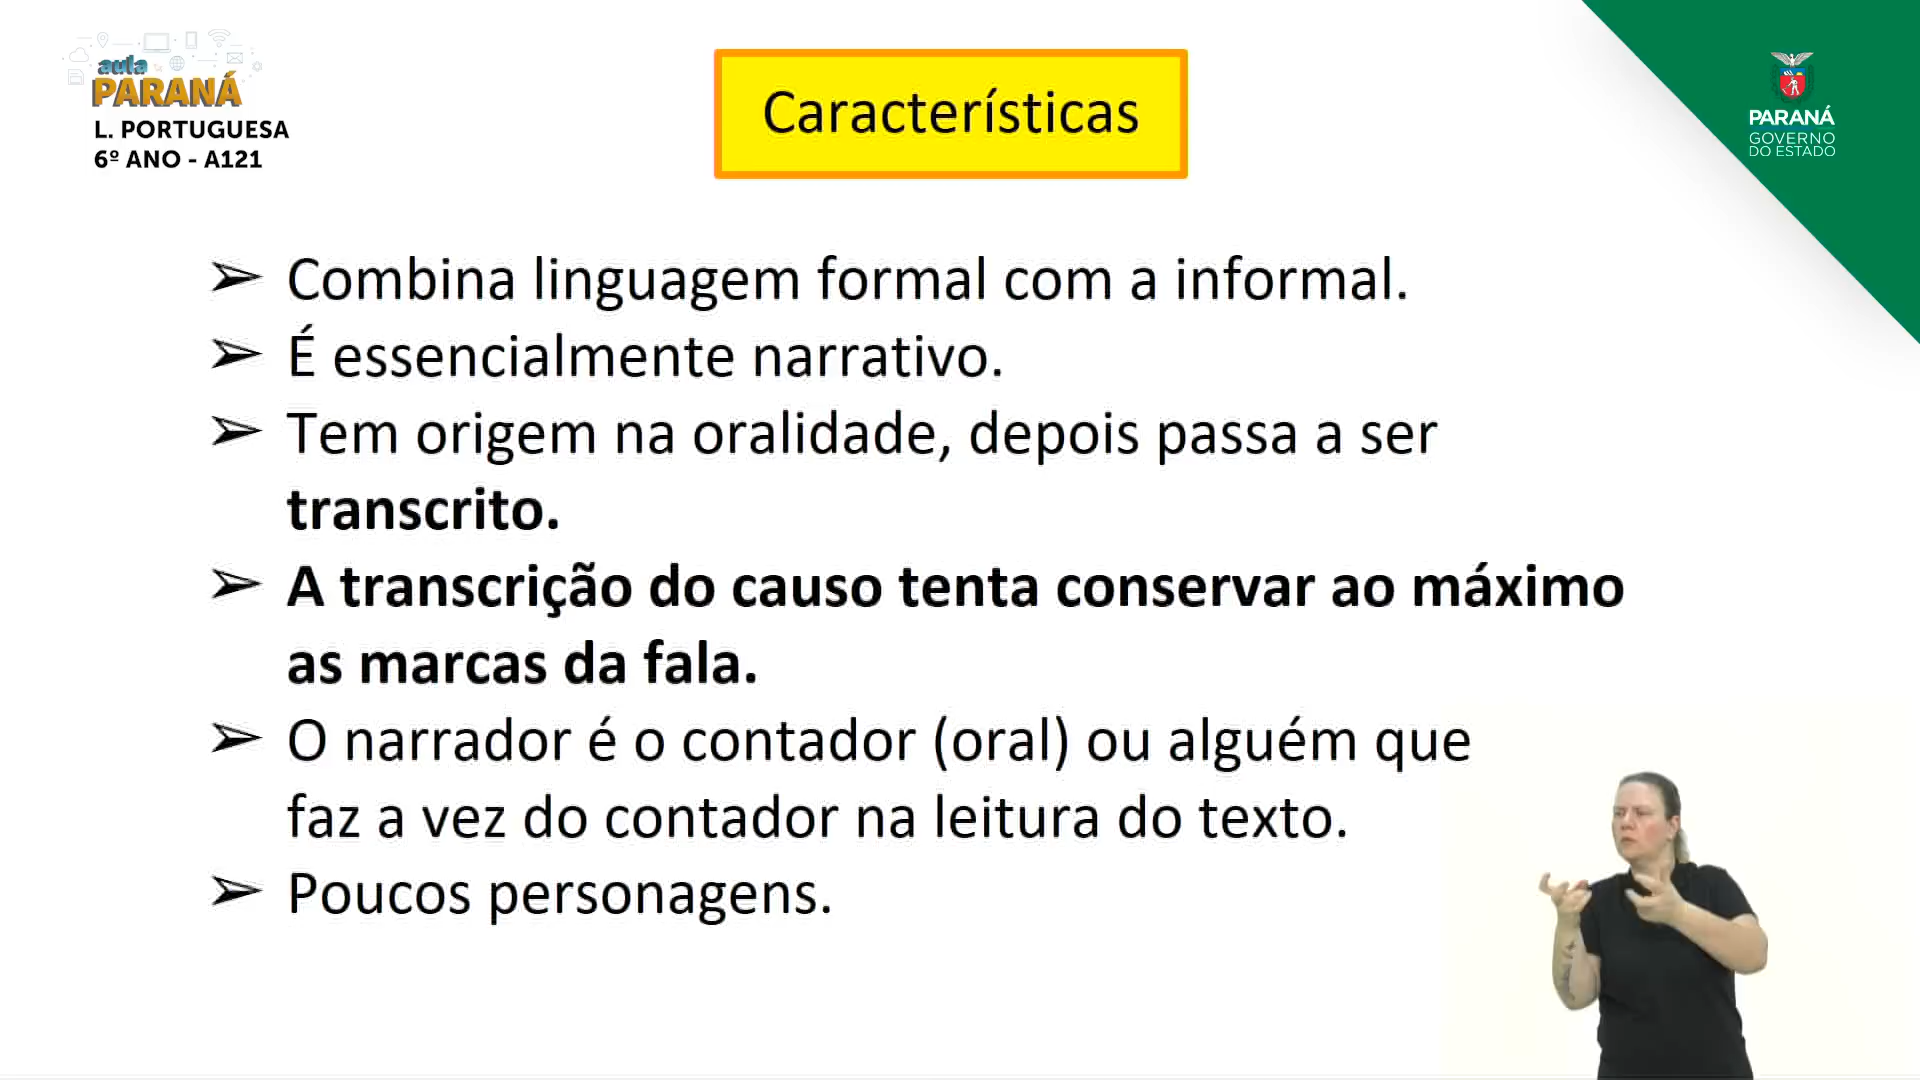 aula
PARANÁ
L. PORTUGUESA
6º ANO - A121
Características
PARANÁ
GOVERNO
DO ESTADO
➢ Combina linguagem formal com a informal.
➢ É essencialmente narrativo.
➢ Tem origem na oralidade, depois passa a ser
transcrito.
➢ A transcrição do causo tenta conservar ao máximo
as marcas da fala.
➢ O narrador é o contador (oral) ou alguém que
faz a vez do contador na leitura do texto.
➢ Poucos personagens.